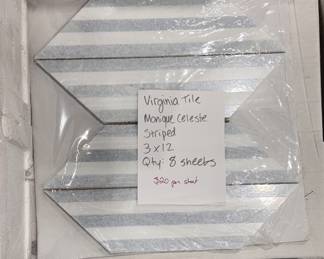 Virginia Tile
Monique Celeste
Striped
3x12
Qty: 8 sheets
$20 per sheet